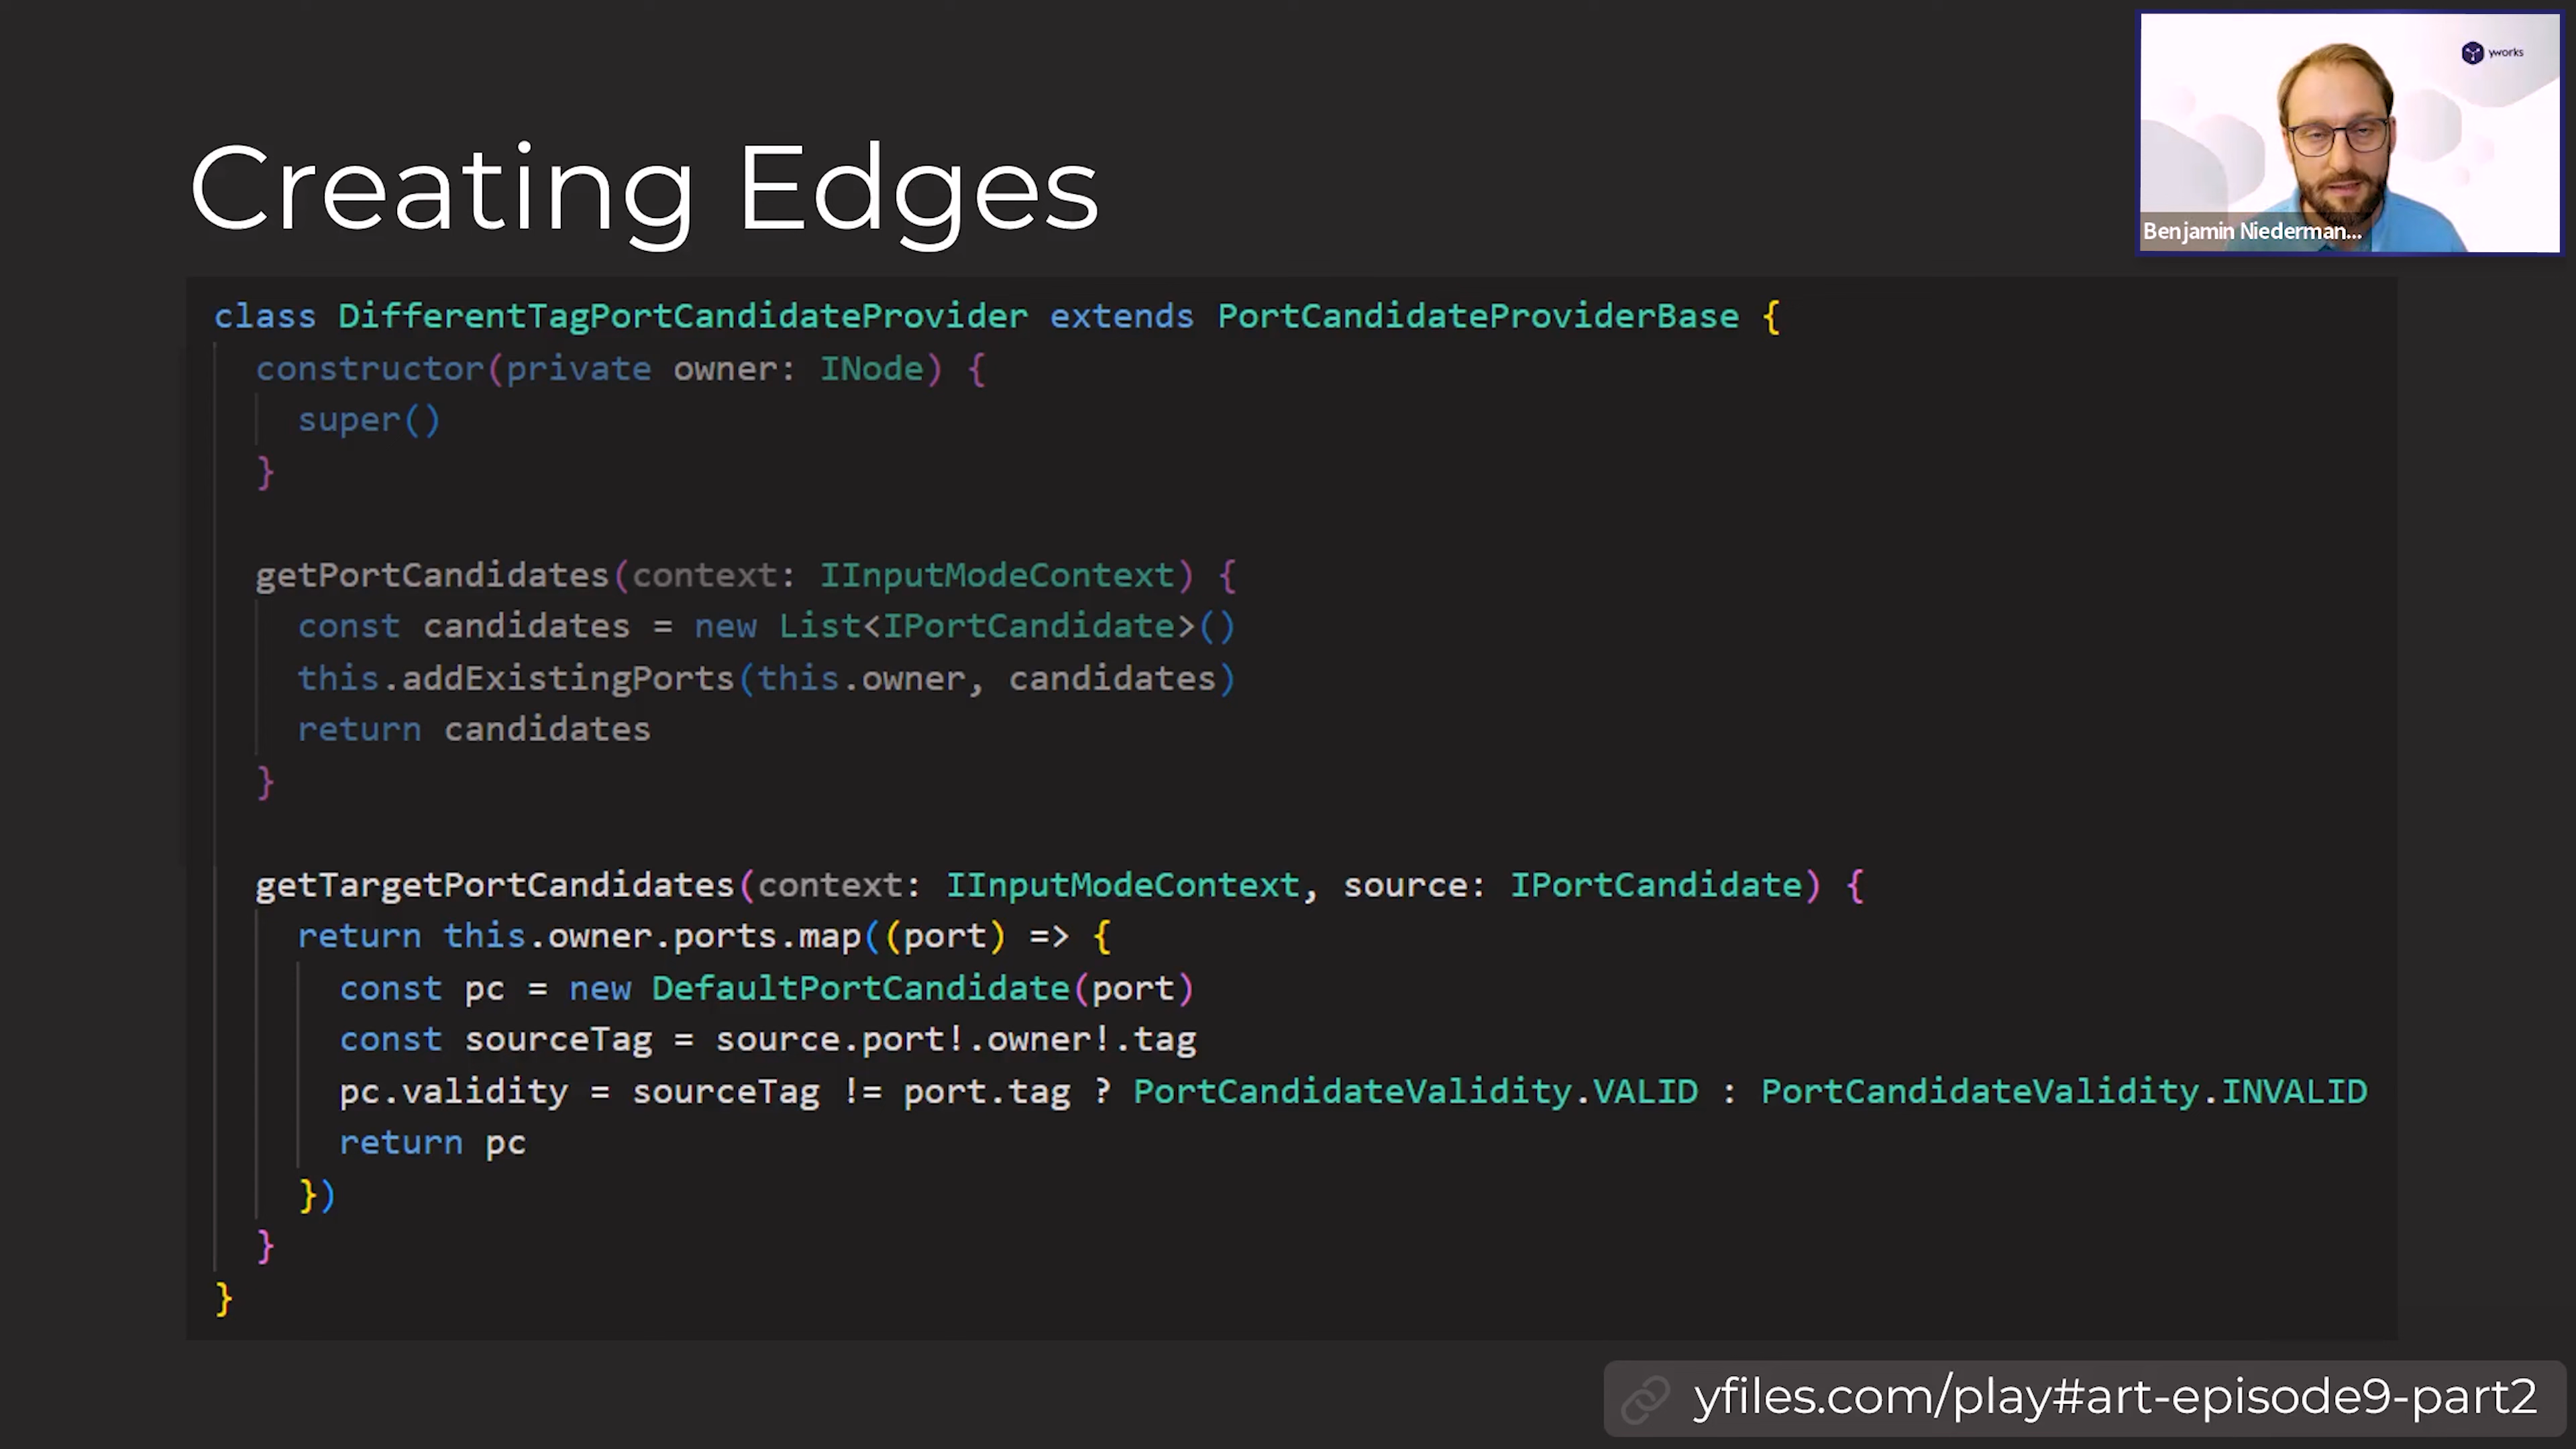 Creating Edges
yworks
Benjamin Niederman...
class DifferentTagPortCandidateProvider extends PortCandidateProviderBase {
constructor(private owner: INode) {
super()
}
getPortCandidates(context: IInputModeContext) {
const candidates = new List<IPortCandidate>()
this.addExistingPorts(this.owner, candidates)
return candidates
}
getTargetPortCandidates(context: IInputModeContext, source: IPortCandidate) {
return this.owner.ports.map((port) => {
const pc = new DefaultPortCandidate(port)
const sourceTag = source.port!.owner!.tag
pc.validity = sourceTag != port.tag ? PortCandidateValidity.VALID : PortCandidateValidity.INVALID
return pc
})
}
}
yfiles.com/play#art-episode9-part2